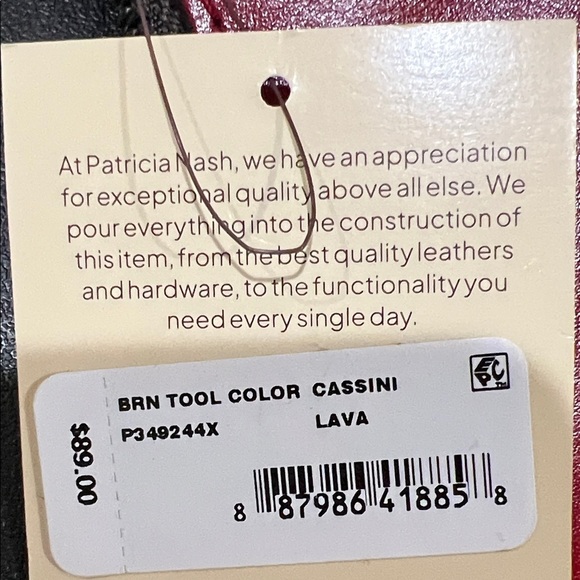 At Patricia Nash, we have an appreciation
for exceptional quality above all else. We
pour everything into the construction of
this item, from the best quality leathers
and hardware, to the functionality you
need every single day.
BRN TOOL COLOR CASSINI
P349244X LAVA
EPC™
$89.00
8 87986 41885 8